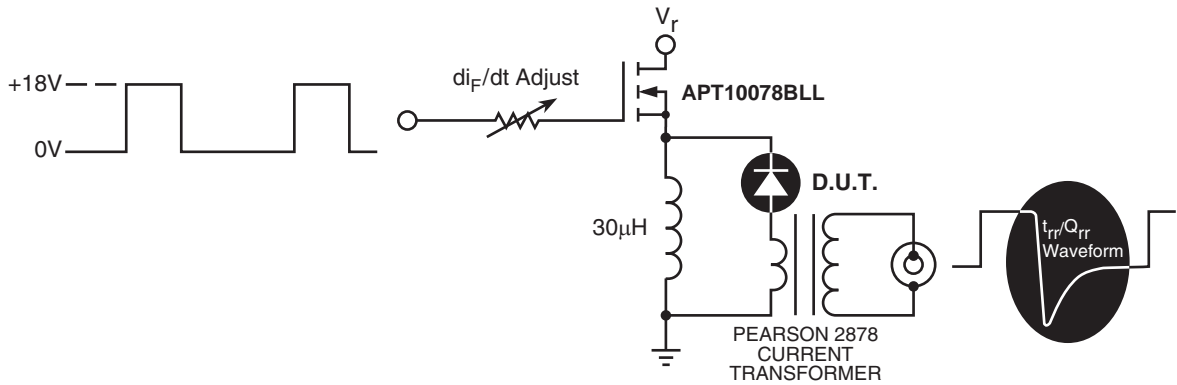 V_r
+18V
0V
di_F/dt Adjust
APT10078BLL
D.U.T.
30μH
t_rr/Q_rr
Waveform
PEARSON 2878
CURRENT
TRANSFORMER